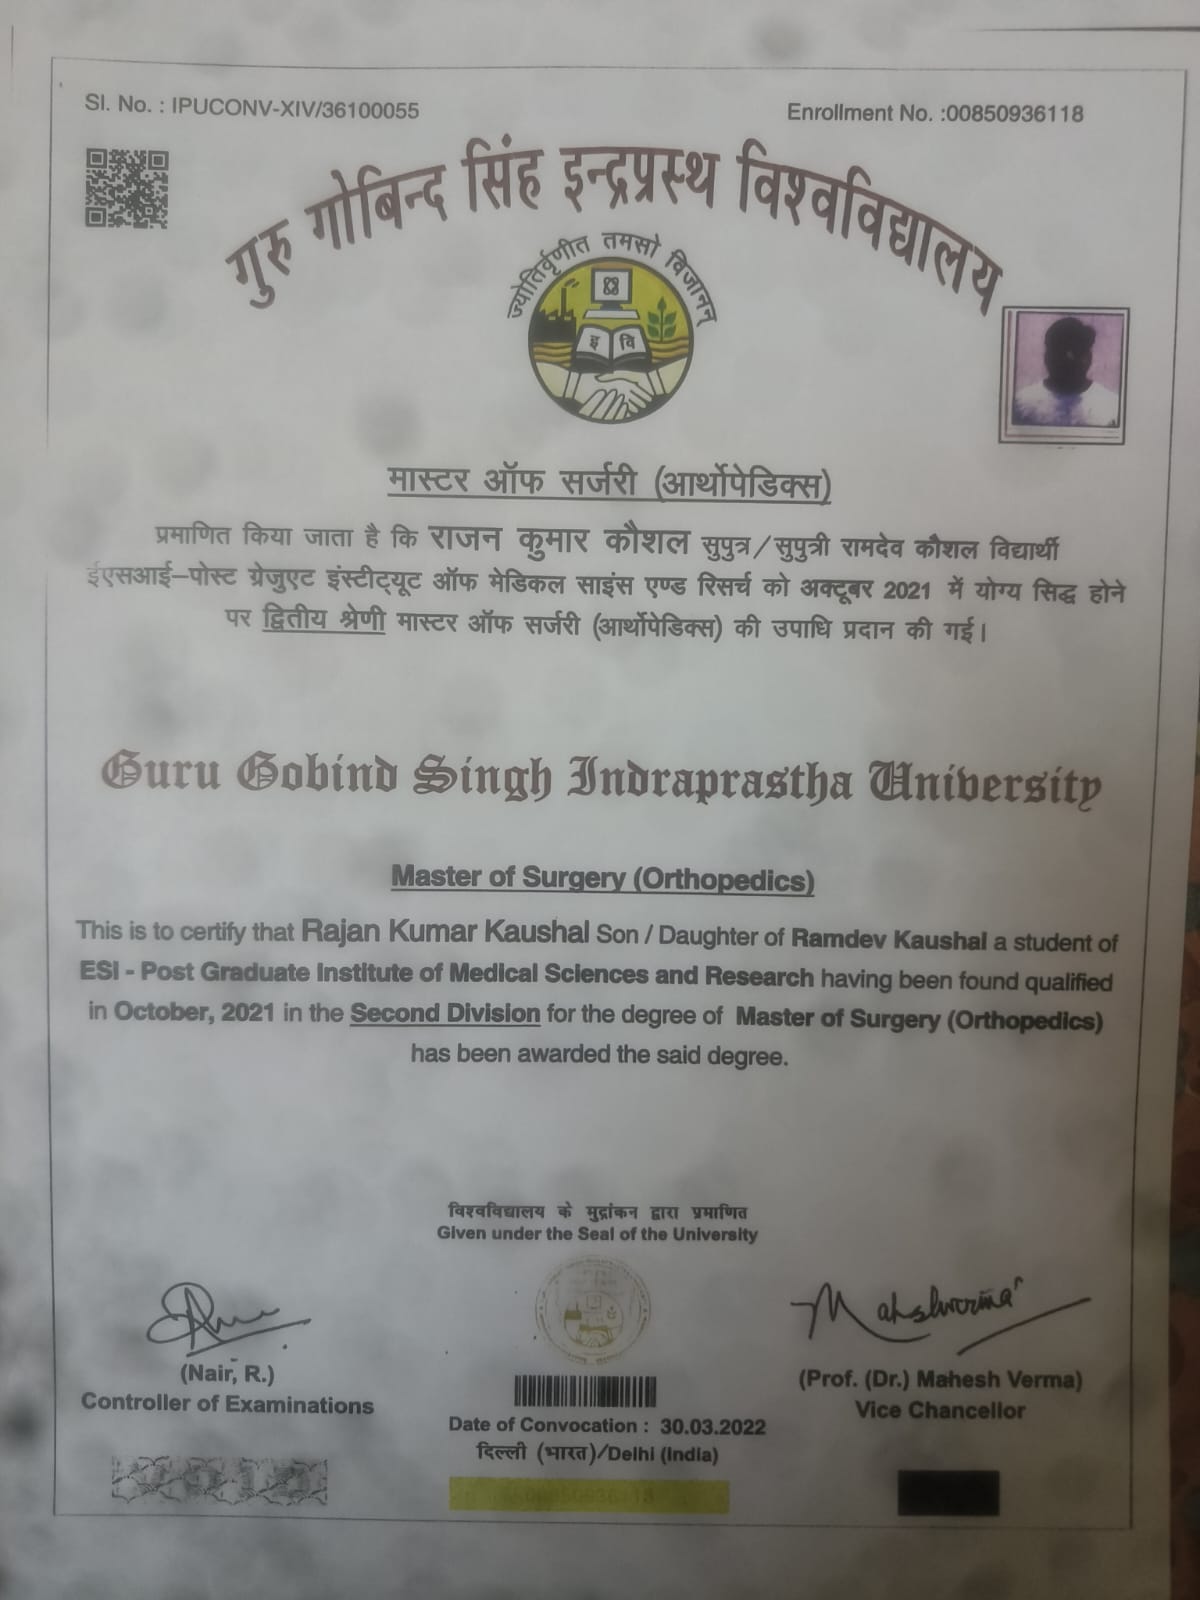 Sl. No. : IPUCONV-XIV/36100055
Enrollment No. :00850936118
गुरु गोबिन्द सिंह इन्द्रप्रस्थ विश्वविद्यालय
ज्योतिर्वृणीत तमसो विजानन्
इ वि
मास्टर ऑफ सर्जरी (आर्थोपेडिक्स)
प्रमाणित किया जाता है कि राजन कुमार कौशल सुपुत्र/सुपुत्री रामदेव कौशल विद्यार्थी
ईएसआई–पोस्ट ग्रेजुएट इंस्टीट्यूट ऑफ मेडिकल साइंस एण्ड रिसर्च को अक्टूबर 2021 में योग्य सिद्ध होने
पर द्वितीय श्रेणी मास्टर ऑफ सर्जरी (आर्थोपेडिक्स) की उपाधि प्रदान की गई।
Guru Gobind Singh Indraprastha University
Master of Surgery (Orthopedics)
This is to certify that Rajan Kumar Kaushal Son / Daughter of Ramdev Kaushal a student of
ESI - Post Graduate Institute of Medical Sciences and Research having been found qualified
in October, 2021 in the Second Division for the degree of Master of Surgery (Orthopedics)
has been awarded the said degree.
विश्वविद्यालय के मुद्रांकन द्वारा प्रमाणित
Given under the Seal of the University
(Nair, R.)
Controller of Examinations
(Prof. (Dr.) Mahesh Verma)
Vice Chancellor
Date of Convocation : 30.03.2022
दिल्ली (भारत)/Delhi (India)